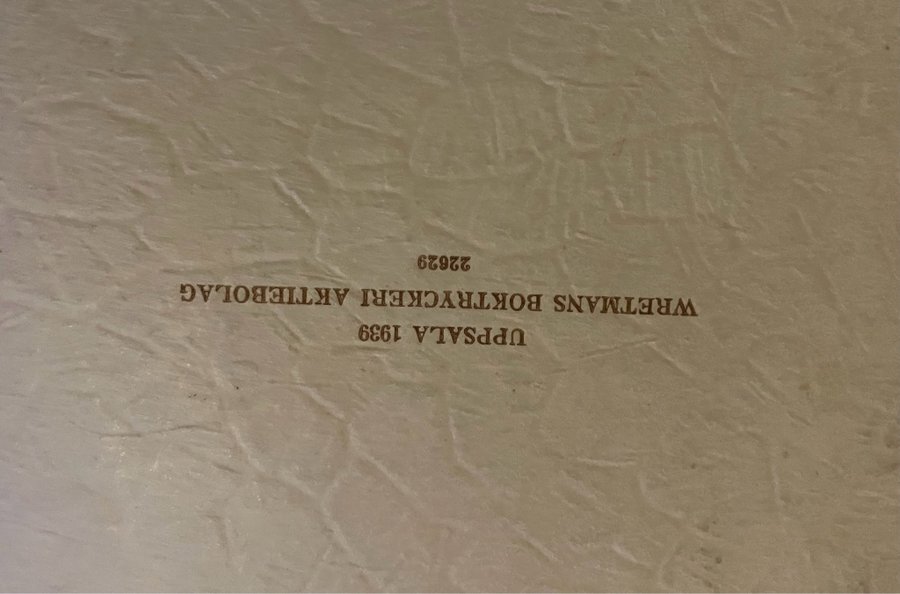 UPPSALA 1939
WRETMANS BOKTRYCKERI AKTIEBOLAG
22629